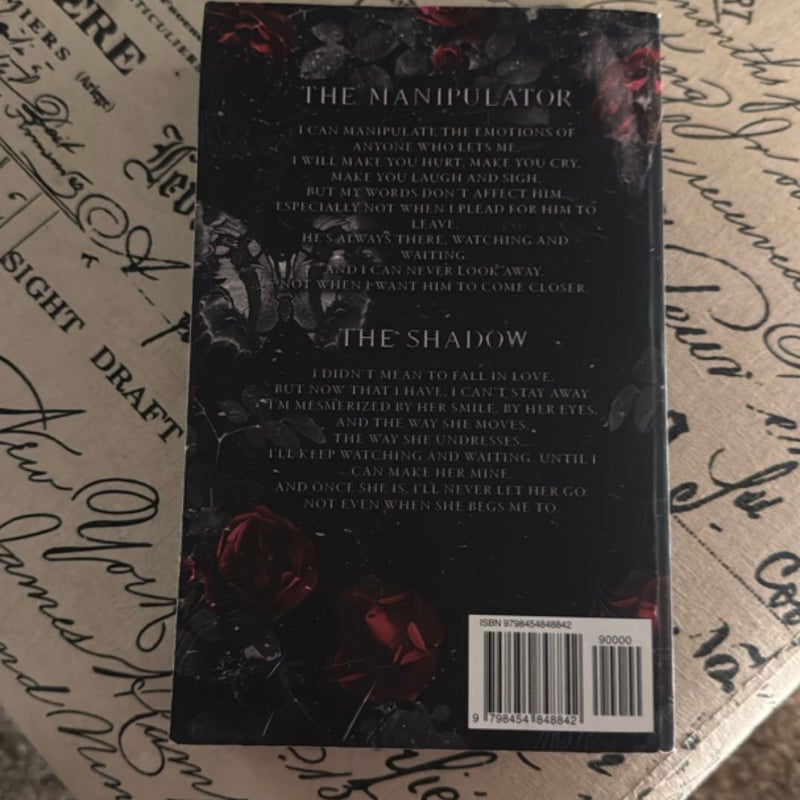 THE MANIPULATOR
I CAN MANIPULATE THE EMOTIONS OF
ANYONE WHO LETS ME.
I WILL MAKE YOU HURT, MAKE YOU CRY,
MAKE YOU LAUGH AND SIGH.
BUT MY WORDS DON'T AFFECT HIM.
ESPECIALLY NOT WHEN I PLEAD FOR HIM TO
LEAVE.
HE'S ALWAYS THERE, WATCHING AND
WAITING.
AND I CAN NEVER LOOK AWAY.
NOT WHEN I WANT HIM TO COME CLOSER.
THE SHADOW
I DIDN'T MEAN TO FALL IN LOVE.
BUT NOW THAT I HAVE, I CAN'T STAY AWAY.
I'M MESMERIZED BY HER SMILE, BY HER EYES,
AND THE WAY SHE MOVES.
THE WAY SHE UNDRESSES...
I'LL KEEP WATCHING AND WAITING. UNTIL I
CAN MAKE HER MINE.
AND ONCE SHE IS, I'LL NEVER LET HER GO.
NOT EVEN WHEN SHE BEGS ME TO.
ISBN 9798454848842
90000
9 798454 848842
SIGHT DRAFT
New York
James